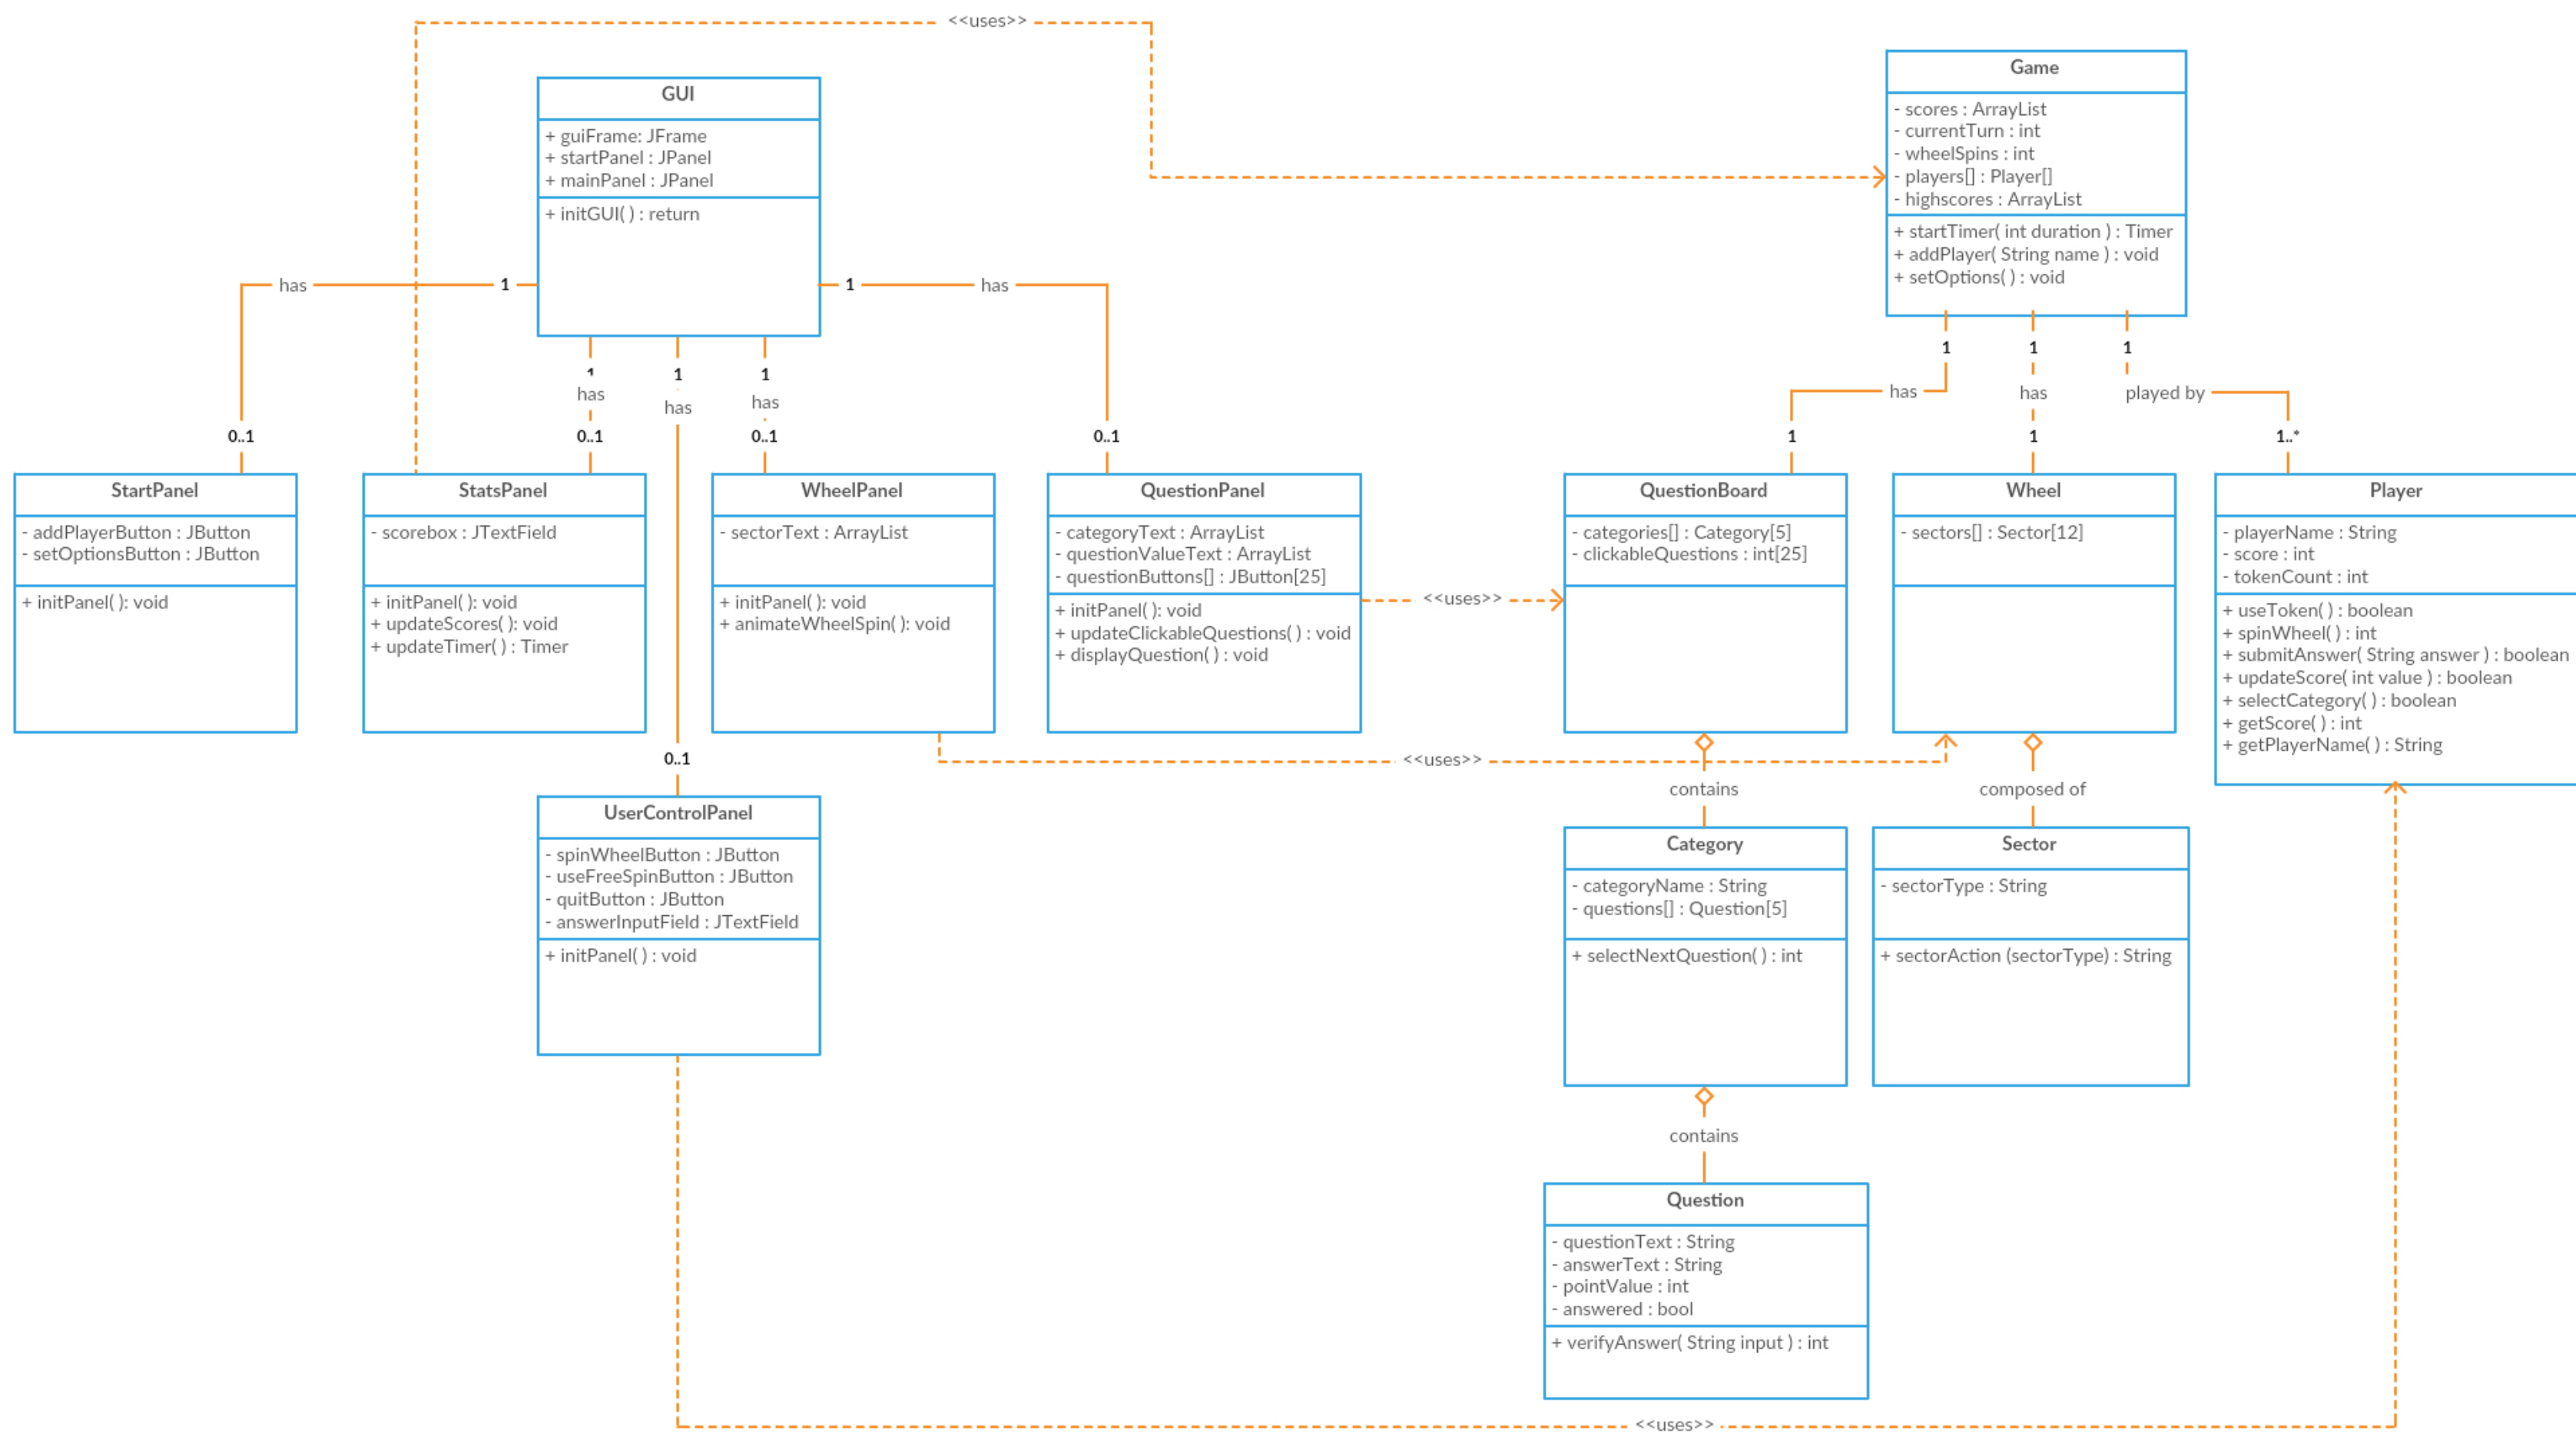 <<uses>>
GUI
+ guiFrame: JFrame
+ startPanel : JPanel
+ mainPanel : JPanel
+ initGUI( ) : return
Game
- scores : ArrayList
- currentTurn : int
- wheelSpins : int
- players[] : Player[]
- highscores : ArrayList
+ startTimer( int duration ) : Timer
+ addPlayer( String name ) : void
+ setOptions( ) : void
has
1
1
has
1
has
0..1
1
has
1
has
0..1
0..1
0..1
1
has
1
1
has
1
1
played by
1..*
StartPanel
- addPlayerButton : JButton
- setOptionsButton : JButton
+ initPanel( ): void
StatsPanel
- scorebox : JTextField
+ initPanel( ): void
+ updateScores( ): void
+ updateTimer( ) : Timer
WheelPanel
- sectorText : ArrayList
+ initPanel( ): void
+ animateWheelSpin( ): void
QuestionPanel
- categoryText : ArrayList
- questionValueText : ArrayList
- questionButtons[] : JButton[25]
+ initPanel( ): void
+ updateClickableQuestions( ) : void
+ displayQuestion( ) : void
<<uses>>
QuestionBoard
- categories[] : Category[5]
- clickableQuestions : int[25]
Wheel
- sectors[] : Sector[12]
Player
- playerName : String
- score : int
- tokenCount : int
+ useToken( ) : boolean
+ spinWheel( ) : int
+ submitAnswer( String answer ) : boolean
+ updateScore( int value ) : boolean
+ selectCategory( ) : boolean
+ getScore( ) : int
+ getPlayerName( ) : String
0..1
<<uses>>
contains
composed of
UserControlPanel
- spinWheelButton : JButton
- useFreeSpinButton : JButton
- quitButton : JButton
- answerInputField : JTextField
+ initPanel( ) : void
Category
- categoryName : String
- questions[] : Question[5]
+ selectNextQuestion( ) : int
Sector
- sectorType : String
+ sectorAction (sectorType) : String
contains
Question
- questionText : String
- answerText : String
- pointValue : int
- answered : bool
+ verifyAnswer( String input ) : int
<<uses>>